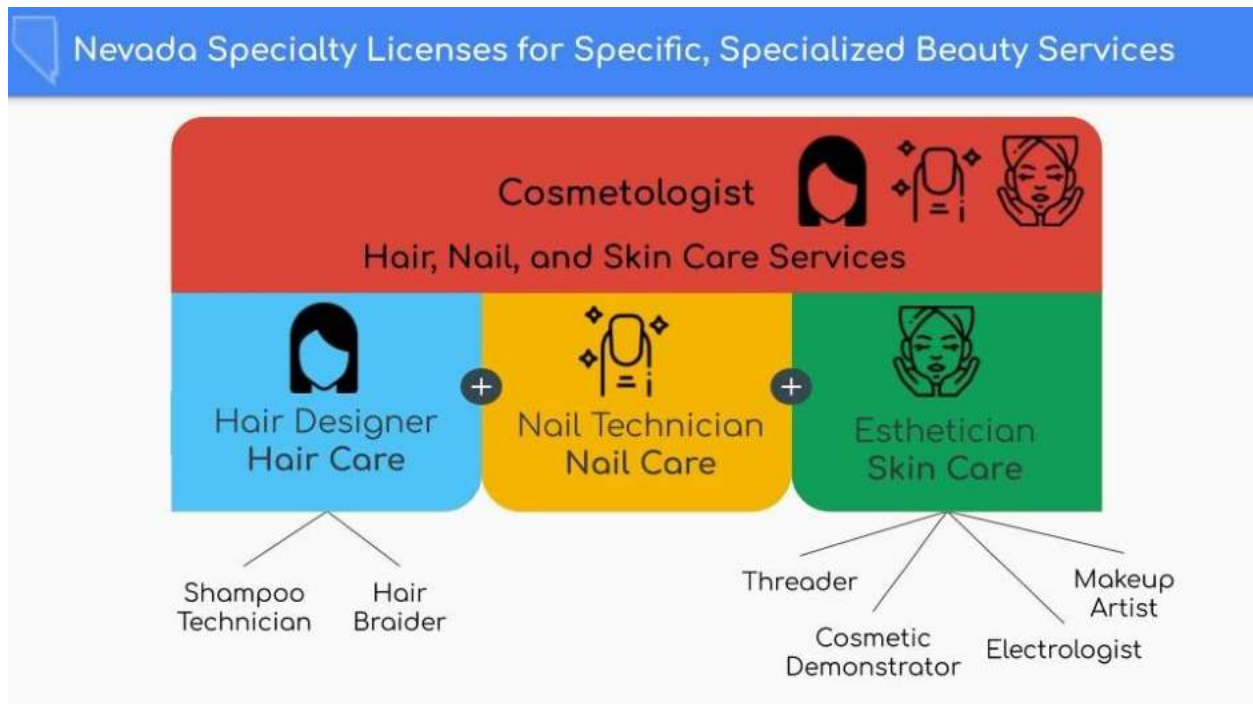 Nevada Specialty Licenses for Specific, Specialized Beauty Services
Cosmetologist
Hair, Nail, and Skin Care Services
Hair Designer
Hair Care
Nail Technician
Nail Care
Esthetician
Skin Care
Shampoo
Technician
Hair
Braider
Threader
Cosmetic
Demonstrator
Electrologist
Makeup
Artist